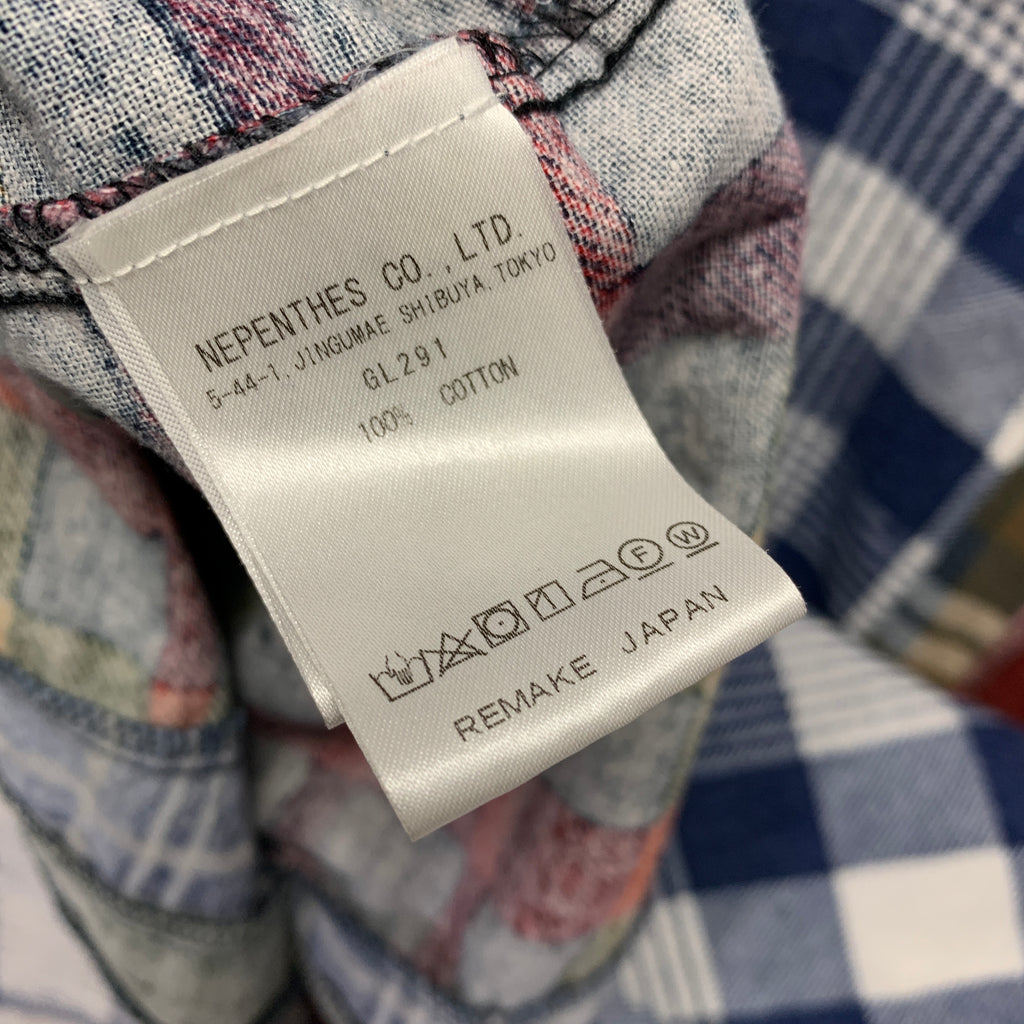 NEPENTHES CO.,LTD.
5-44-1, JINGUMAE SHIBUYA, TOKYO
GL291
100% COTTON
F W
REMAKE JAPAN